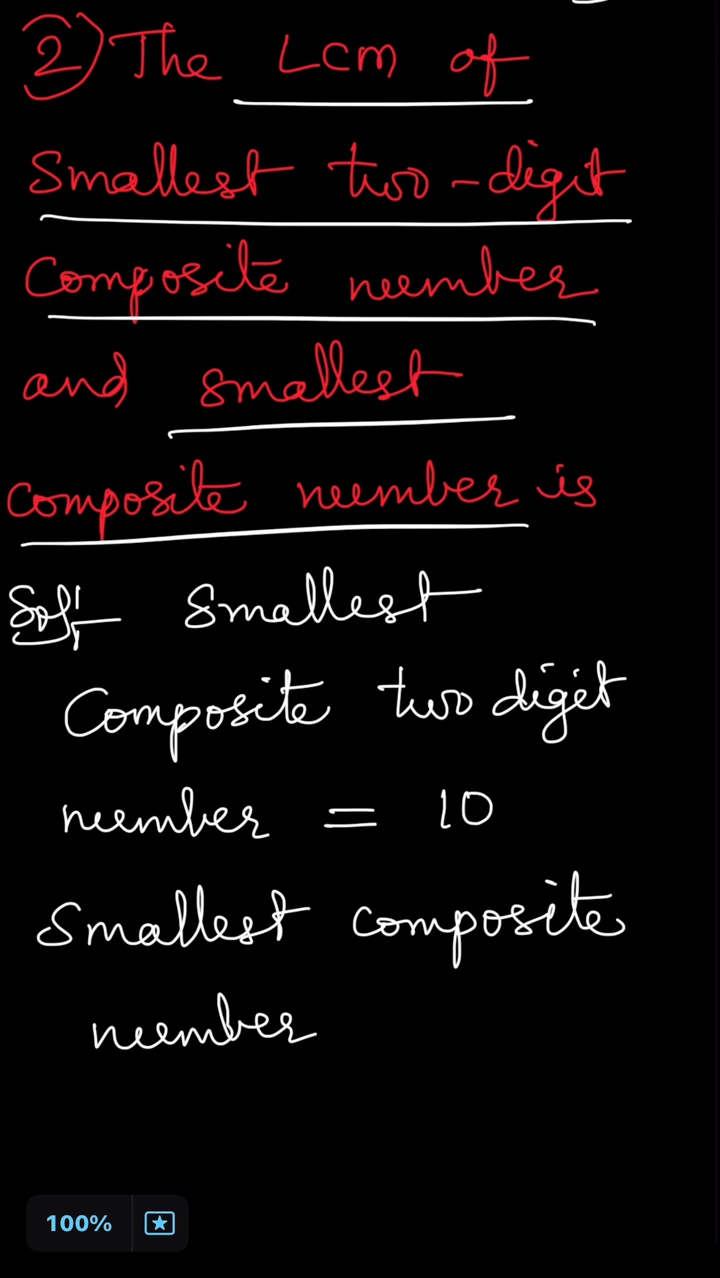 2) The LCM of
smallest two-digit
composite number
and smallest
composite number is
Sol:- Smallest
Composite two digit
number = 10
Smallest composite
number
100%